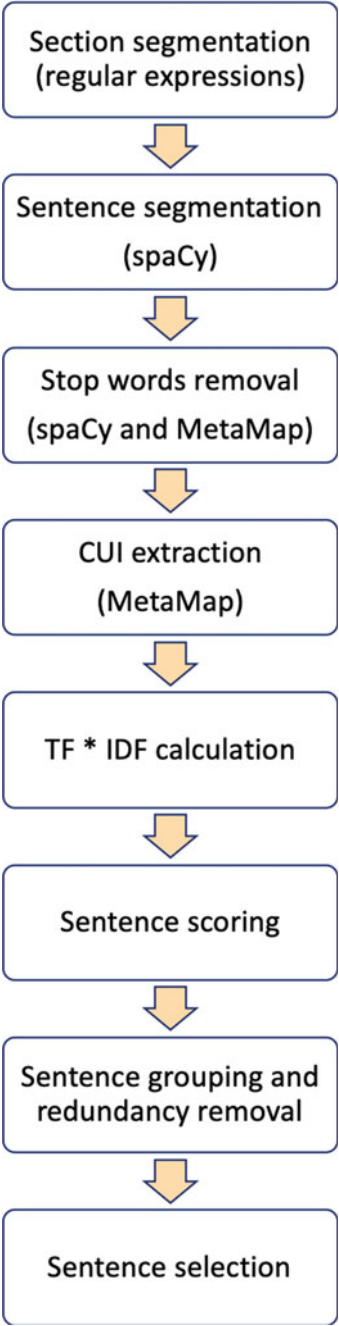 Section segmentation
(regular expressions)
Sentence segmentation
(spaCy)
Stop words removal
(spaCy and MetaMap)
CUI extraction
(MetaMap)
TF * IDF calculation
Sentence scoring
Sentence grouping and
redundancy removal
Sentence selection